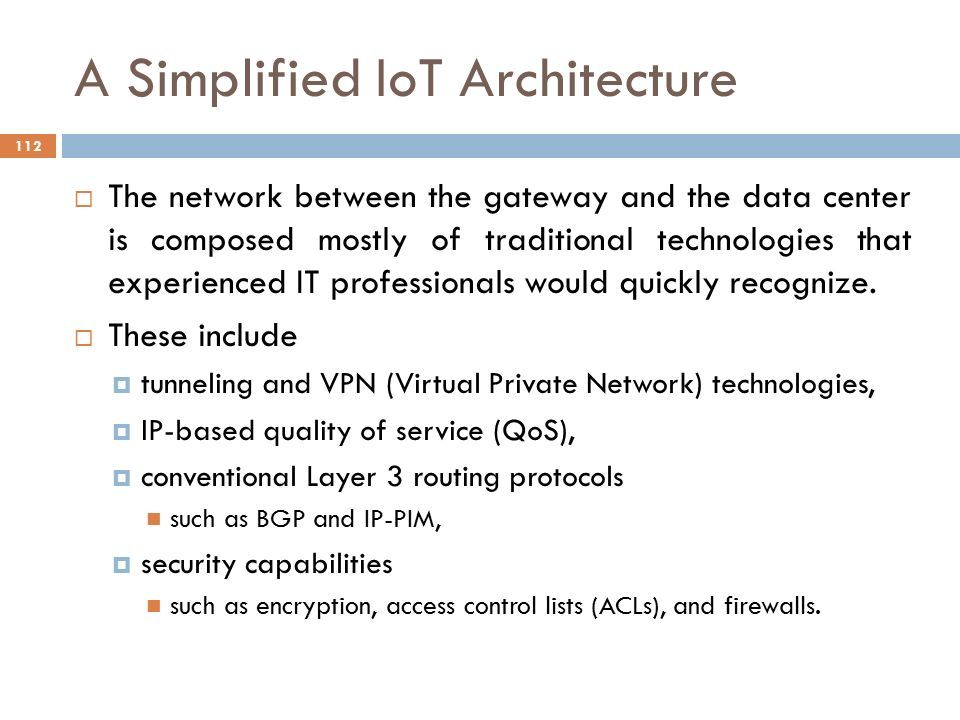 A Simplified IoT Architecture
112
The network between the gateway and the data center
is composed mostly of traditional technologies that
experienced IT professionals would quickly recognize.
These include
tunneling and VPN (Virtual Private Network) technologies,
IP-based quality of service (QoS),
conventional Layer 3 routing protocols
such as BGP and IP-PIM,
security capabilities
such as encryption, access control lists (ACLs), and firewalls.